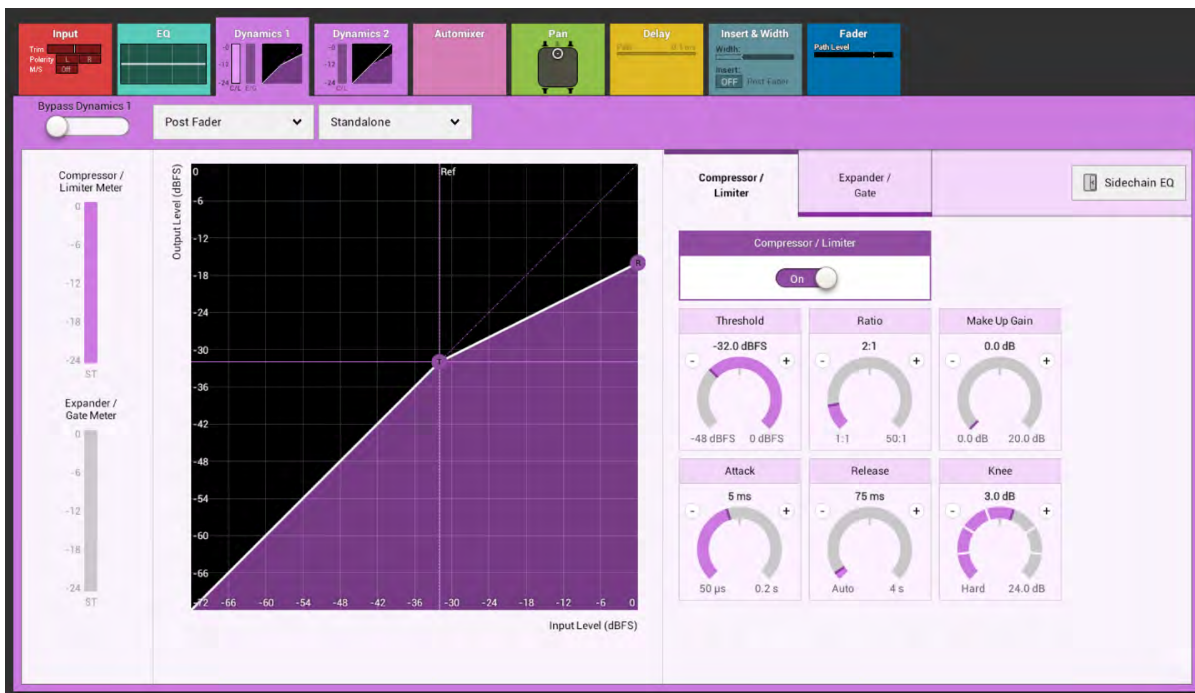 Input
Trim
Polarity L R
M/S Off
EQ
Dynamics 1
-0
-12
-24
C/L E/G
Dynamics 2
-0
-12
-24
C/L
Automixer
Pan
Delay
Path
Insert & Width
Width:
Insert:
OFF Post Fader
Fader
Path Level
Bypass Dynamics 1
Post Fader
Standalone
Compressor /
Limiter Meter
0
-6
-12
-18
-24
ST
Expander /
Gate Meter
0
-6
-12
-18
-24
ST
Output Level (dBFS)
0
Ref
-6
-12
-18
R
-24
-30
T
-36
-42
-48
-54
-60
-66
-72 -66 -60 -54 -48 -42 -36 -30 -24 -18 -12 -6 0
Input Level (dBFS)
Compressor /
Limiter
Expander /
Gate
Sidechain EQ
Compressor / Limiter
On
Threshold
-32.0 dBFS
- +
-48 dBFS 0 dBFS
Ratio
2:1
- +
1:1 50:1
Make Up Gain
0.0 dB
- +
0.0 dB 20.0 dB
Attack
5 ms
- +
50 µs 0.2 s
Release
75 ms
- +
Auto 4 s
Knee
3.0 dB
- +
Hard 24.0 dB